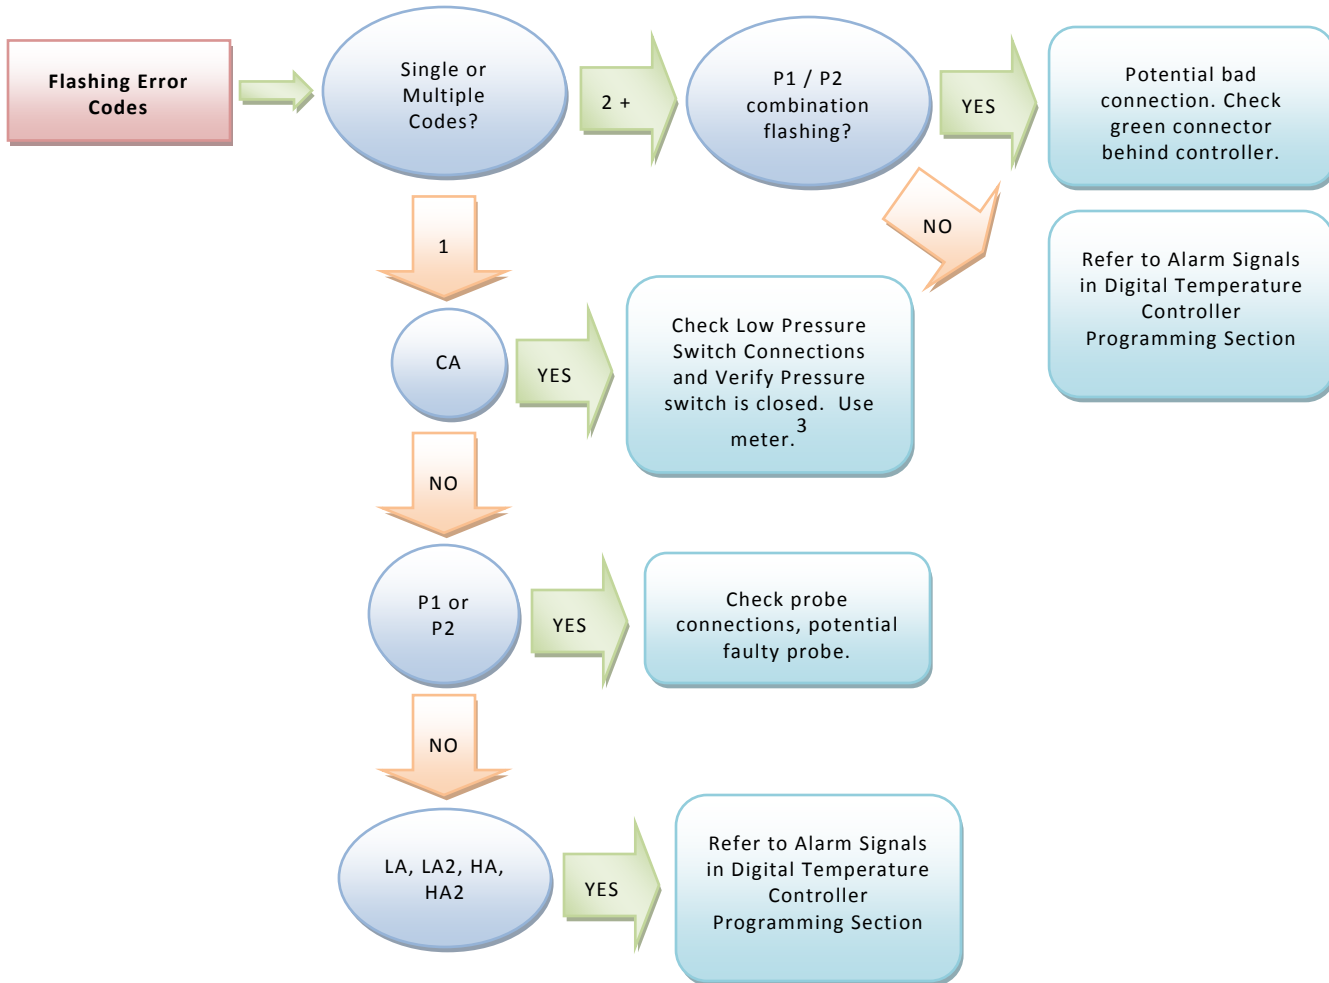 Flashing Error
Codes
Single or
Multiple
Codes?
2 +
P1 / P2
combination
flashing?
YES
Potential bad
connection. Check
green connector
behind controller.
NO
Refer to Alarm Signals
in Digital Temperature
Controller
Programming Section
1
CA
YES
Check Low Pressure
Switch Connections
and Verify Pressure
switch is closed.  Use
meter.3
NO
P1 or
P2
YES
Check probe
connections, potential
faulty probe.
NO
LA, LA2, HA,
HA2
YES
Refer to Alarm Signals
in Digital Temperature
Controller
Programming Section